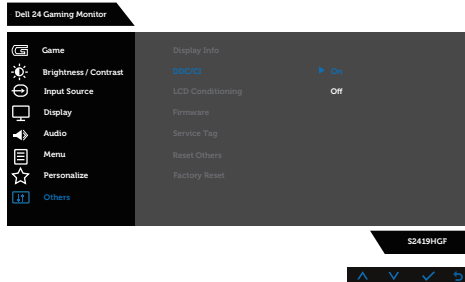 Dell 24 Gaming Monitor
Game
Brightness / Contrast
Input Source
Display
Audio
Menu
Personalize
Others
Display Info
DDC/CI
On
LCD Conditioning
Off
Firmware
Service Tag
Reset Others
Factory Reset
S2419HGF